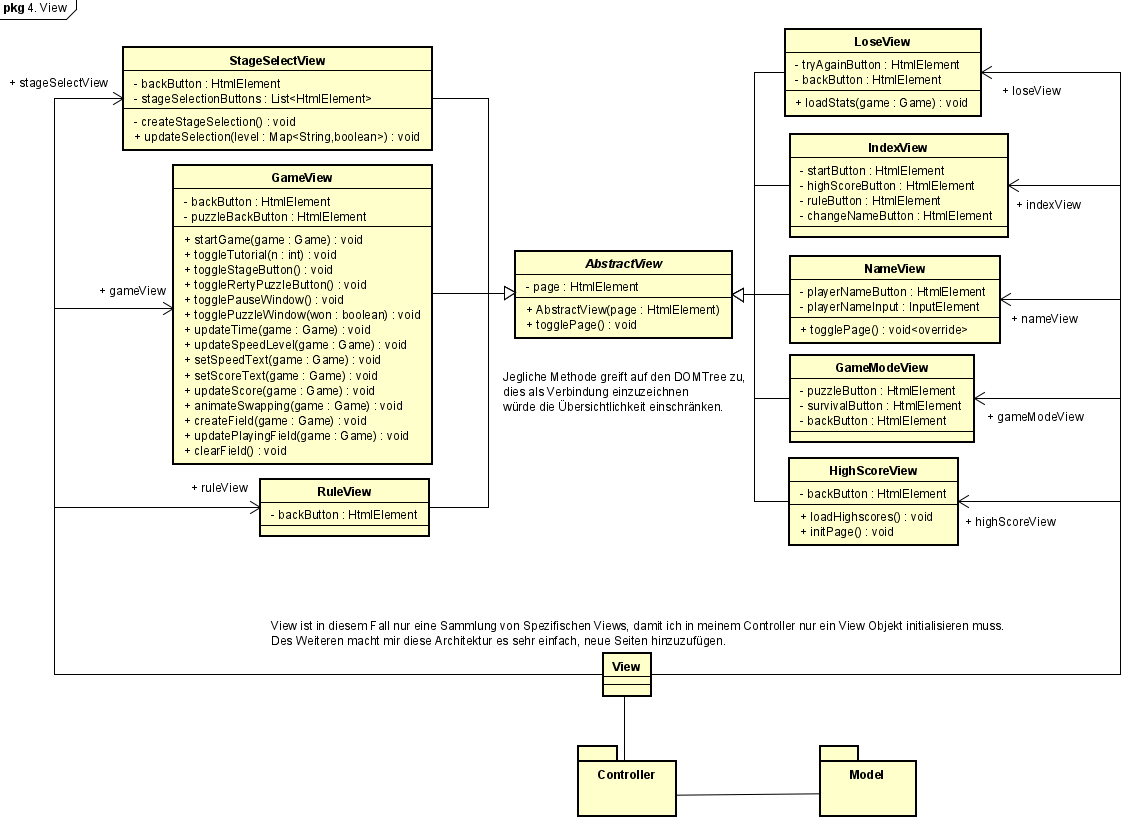 pkg 4. View
+ stageSelectView
StageSelectView
- backButton : HtmlElement
- stageSelectionButtons : List<HtmlElement>
- createStageSelection() : void
+ updateSelection(level : Map<String,boolean>) : void
+ gameView
GameView
- backButton : HtmlElement
- puzzleBackButton : HtmlElement
+ startGame(game : Game) : void
+ toggleTutorial(n : int) : void
+ toggleStageButton() : void
+ toggleRertyPuzzleButton() : void
+ togglePauseWindow() : void
+ togglePuzzleWindow(won : boolean) : void
+ updateTime(game : Game) : void
+ updateSpeedLevel(game : Game) : void
+ setSpeedText(game : Game) : void
+ setScoreText(game : Game) : void
+ updateScore(game : Game) : void
+ animateSwapping(game : Game) : void
+ createField(game : Game) : void
+ updatePlayingField(game : Game) : void
+ clearField() : void
+ ruleView
RuleView
- backButton : HtmlElement
AbstractView
- page : HtmlElement
+ AbstractView(page : HtmlElement)
+ togglePage() : void
Jegliche Methode greift auf den DOMTree zu,
dies als Verbindung einzuzeichnen
würde die Übersichtlichkeit einschränken.
LoseView
- tryAgainButton : HtmlElement
- backButton : HtmlElement
+ loadStats(game : Game) : void
+ loseView
IndexView
- startButton : HtmlElement
- highScoreButton : HtmlElement
- ruleButton : HtmlElement
- changeNameButton : HtmlElement
+ indexView
NameView
- playerNameButton : HtmlElement
- playerNameInput : InputElement
+ togglePage() : void<override>
+ nameView
GameModeView
- puzzleButton : HtmlElement
- survivalButton : HtmlElement
- backButton : HtmlElement
+ gameModeView
HighScoreView
- backButton : HtmlElement
+ loadHighscores() : void
+ initPage() : void
+ highScoreView
View ist in diesem Fall nur eine Sammlung von Spezifischen Views, damit ich in meinem Controller nur ein View Objekt initialisieren muss.
Des Weiteren macht mir diese Architektur es sehr einfach, neue Seiten hinzuzufügen.
View
Controller
Model